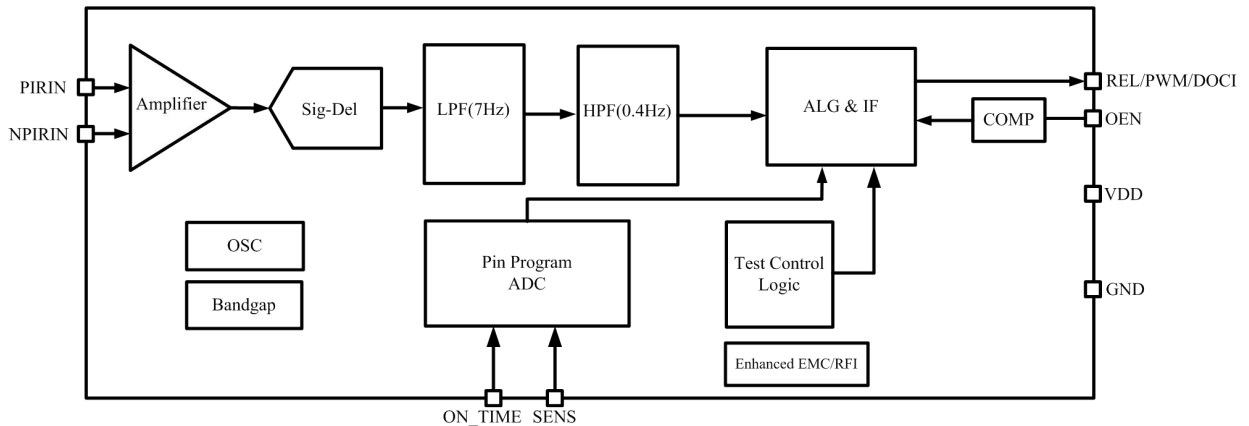 PIRIN
NPIRIN
Amplifier
Sig-Del
LPF(7Hz)
HPF(0.4Hz)
ALG & IF
REL/PWM/DOCI
COMP
OEN
VDD
GND
OSC
Bandgap
Pin Program
ADC
Test Control
Logic
Enhanced EMC/RFI
ON_TIME
SENS